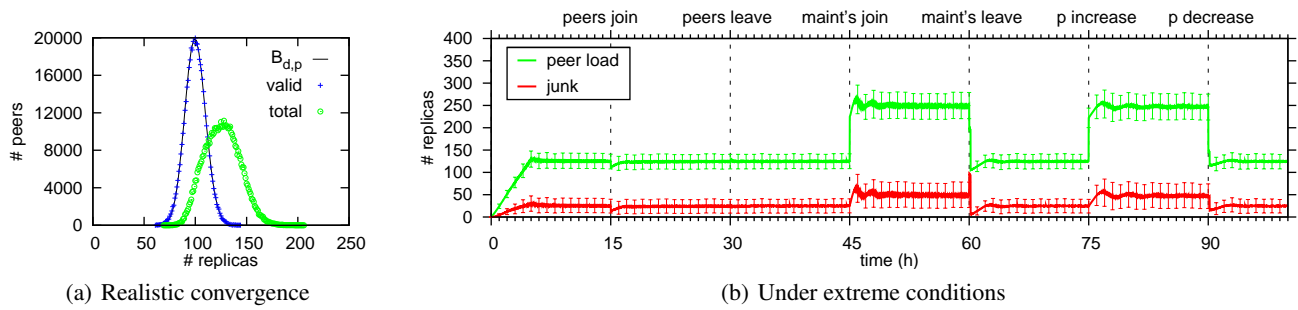 20000
16000
12000
8000
4000
0
# peers
B_d,p
valid
total
0 50 100 150 200 250
# replicas
(a) Realistic convergence
peers join peers leave maint's join maint's leave p increase p decrease
400
350
300
250
200
150
100
50
0
# replicas
peer load
junk
0 15 30 45 60 75 90
time (h)
(b) Under extreme conditions